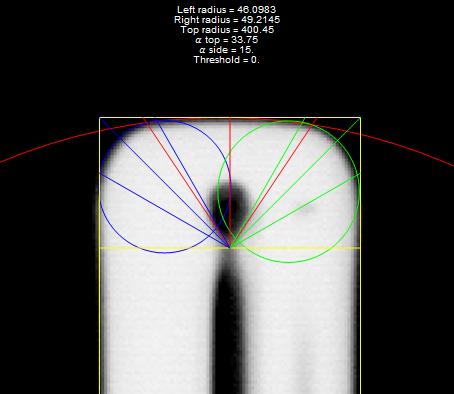 Left radius = 46.0983
Right radius = 49.2145
Top radius = 400.45
α top = 33.75
α side = 15.
Threshold = 0.